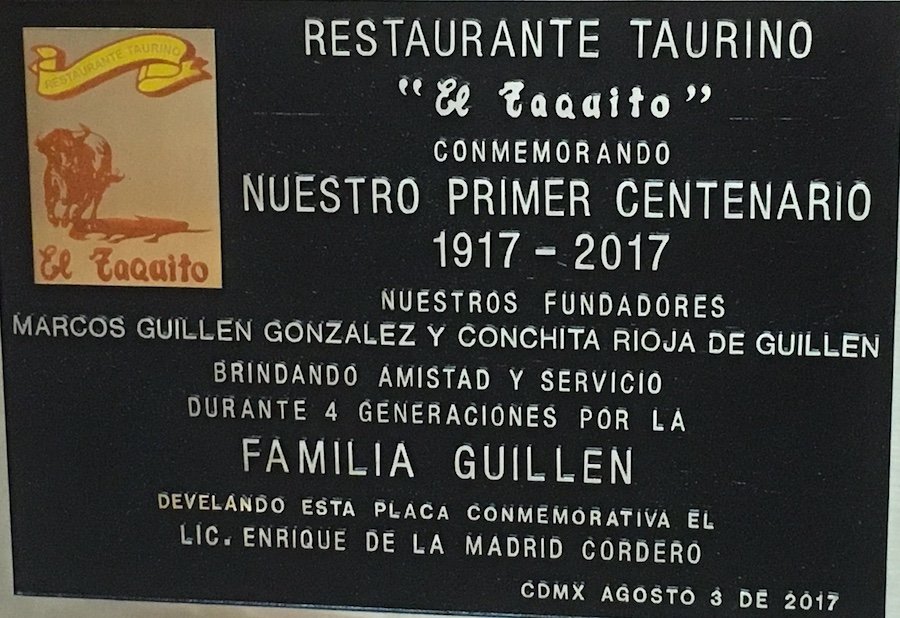 RESTAURANTE TAURINO
El Taquito
RESTAURANTE TAURINO
"El Taquito"
CONMEMORANDO
NUESTRO PRIMER CENTENARIO
1917 - 2017
NUESTROS FUNDADORES
MARCOS GUILLEN GONZALEZ Y CONCHITA RIOJA DE GUILLEN
BRINDANDO AMISTAD Y SERVICIO
DURANTE 4 GENERACIONES POR LA
FAMILIA GUILLEN
DEVELANDO ESTA PLACA CONMEMORATIVA EL
LIC. ENRIQUE DE LA MADRID CORDERO
CDMX AGOSTO 3 DE 2017